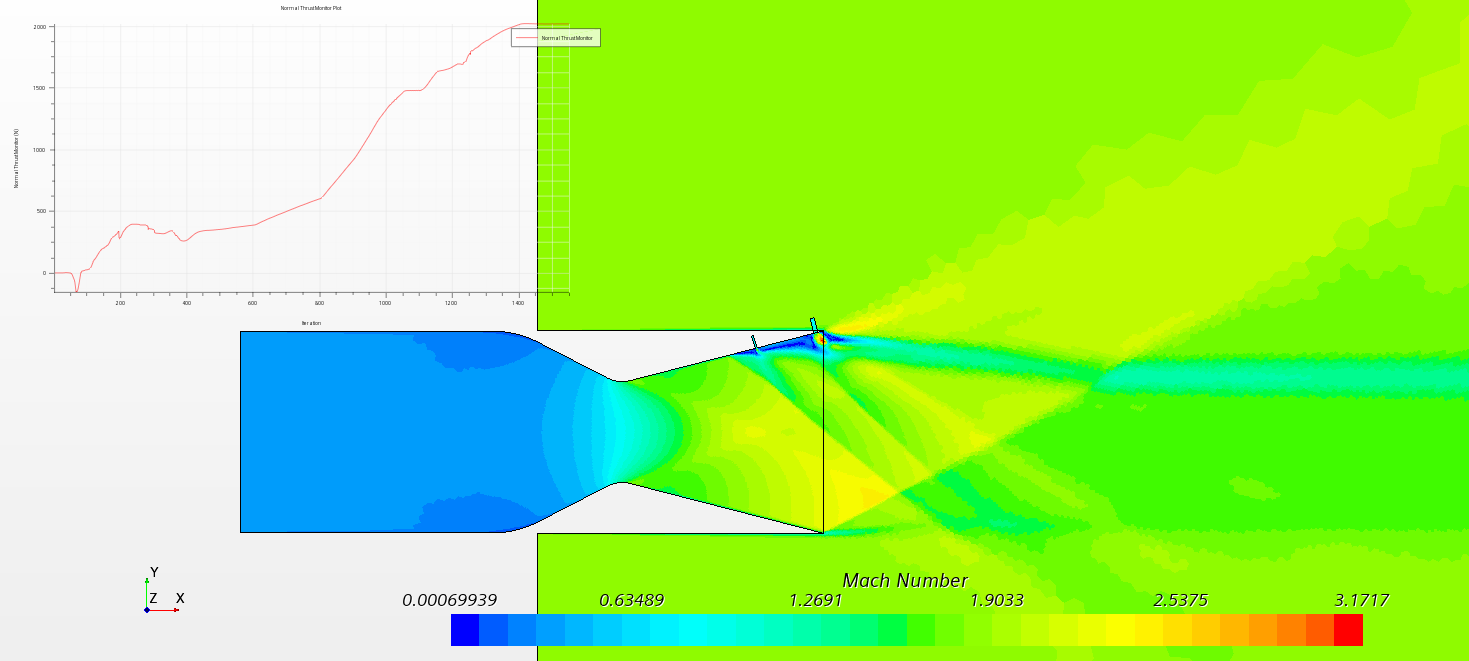 Normal ThrustMonitor Plot
2000
Normal ThrustMonitor
1500
1000
Normal ThrustMonitor (N)
500
0
200 400 600 800 1000 1200 1400
Iteration
Y
Z X
Mach Number
0.00069939 0.63489 1.2691 1.9033 2.5375 3.1717